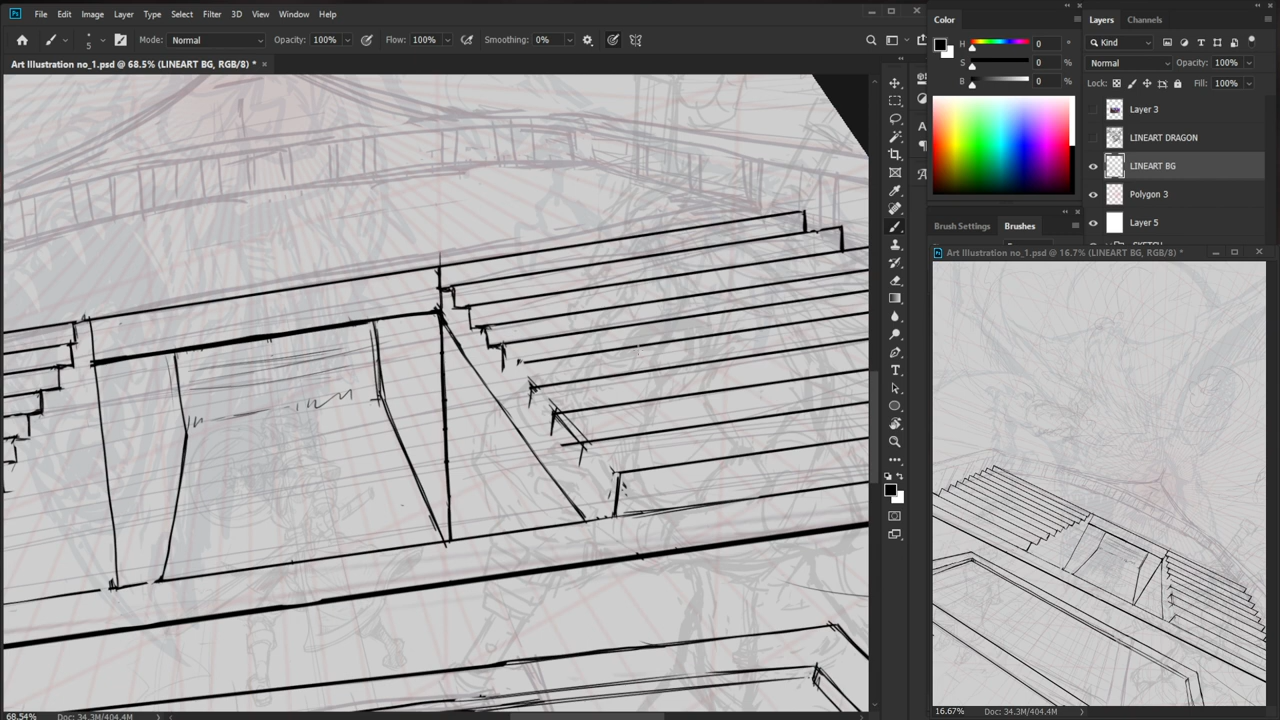 File Edit Image Layer Type Select Filter 3D View Window Help
5 Mode: Normal Opacity: 100% Flow: 100% Smoothing: 0%
Art Illustration no_1.psd @ 68.5% (LINEART BG, RGB/8) *
68.54% Doc: 34.3M/404.4M
Color
H 0 °
S 0 %
B 0 %
Brush Settings Brushes
Layers Channels
Kind
Normal Opacity: 100%
Lock: Fill: 100%
Layer 3
LINEART DRAGON
LINEART BG
Polygon 3
Layer 5
Art Illustration no_1.psd @ 16.7% (LINEART BG, RGB/8) *
16.67% Doc: 34.3M/404.4M